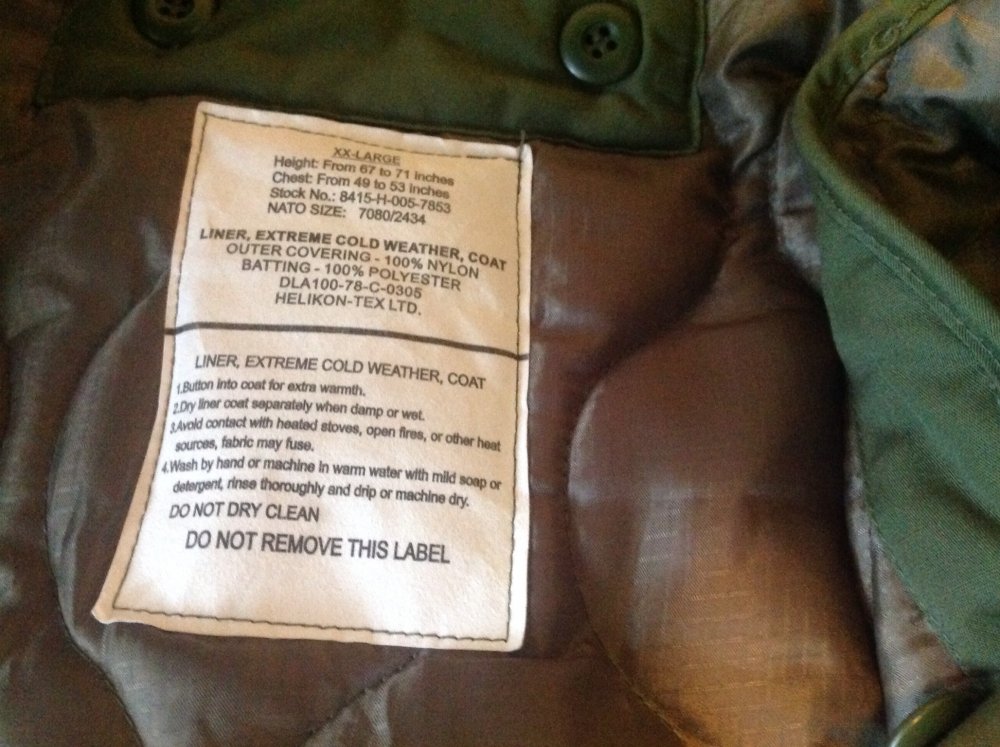 XX-LARGE
Height: From 67 to 71 inches
Chest: From 49 to 53 inches
Stock No.: 8415-H-005-7853
NATO SIZE: 7080/2434
LINER, EXTREME COLD WEATHER, COAT
OUTER COVERING - 100% NYLON
BATTING - 100% POLYESTER
DLA100-78-C-0305
HELIKON-TEX LTD.
LINER, EXTREME COLD WEATHER, COAT
1.Button into coat for extra warmth.
2.Dry liner coat separately when damp or wet.
3.Avoid contact with heated stoves, open fires, or other heat
sources, fabric may fuse.
4.Wash by hand or machine in warm water with mild soap or
detergent, rinse thoroughly and drip or machine dry.
DO NOT DRY CLEAN
DO NOT REMOVE THIS LABEL